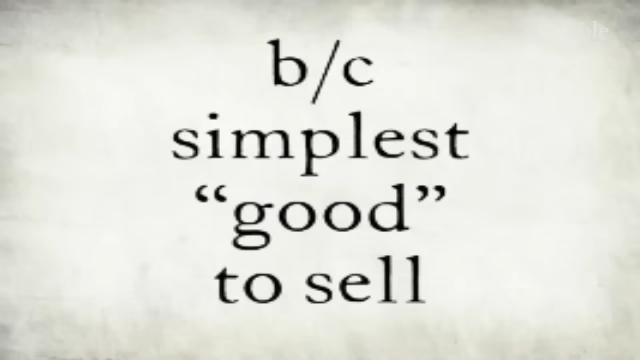 b/c
simplest
“good”
to sell